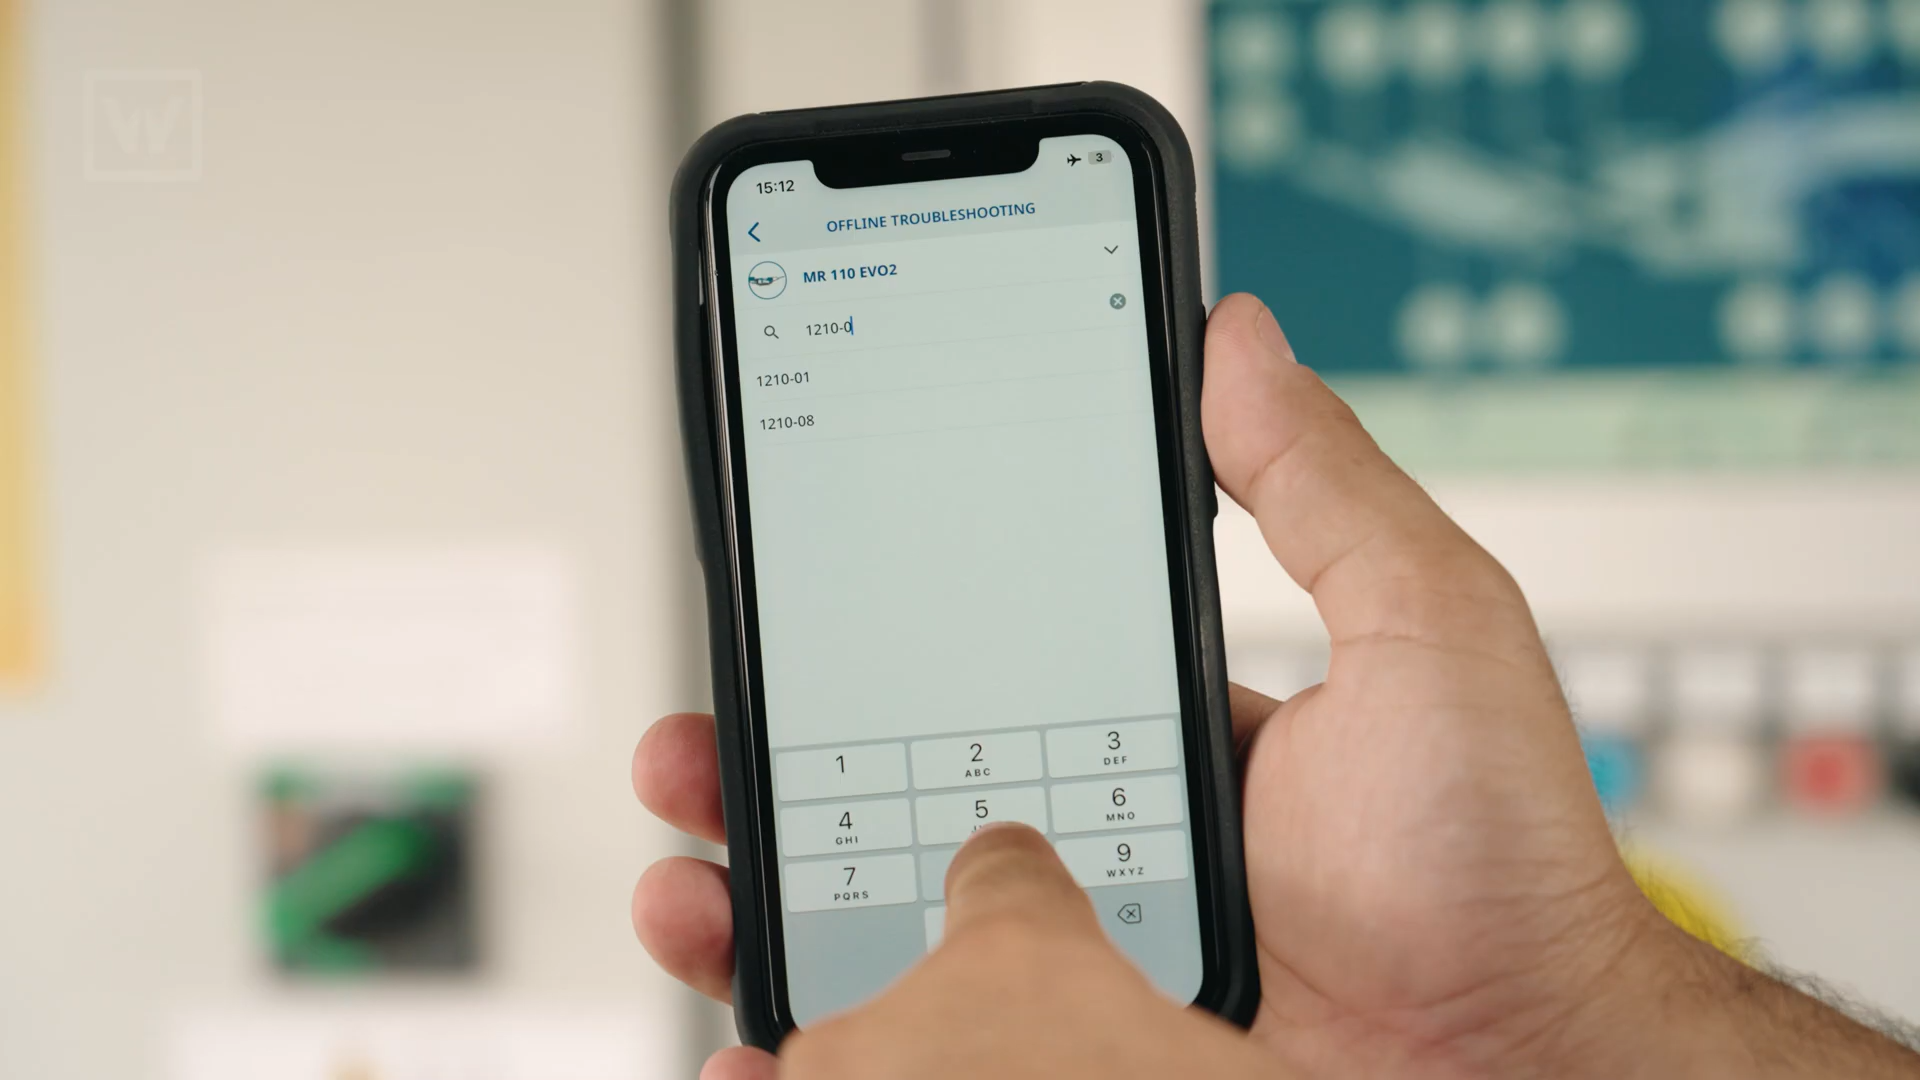 W
15:12
3
OFFLINE TROUBLESHOOTING
MR 110 EVO2
1210-0
1210-01
1210-08
1
2 ABC
3 DEF
4 GHI
5
6 MNO
7 PQRS
9 WXYZ